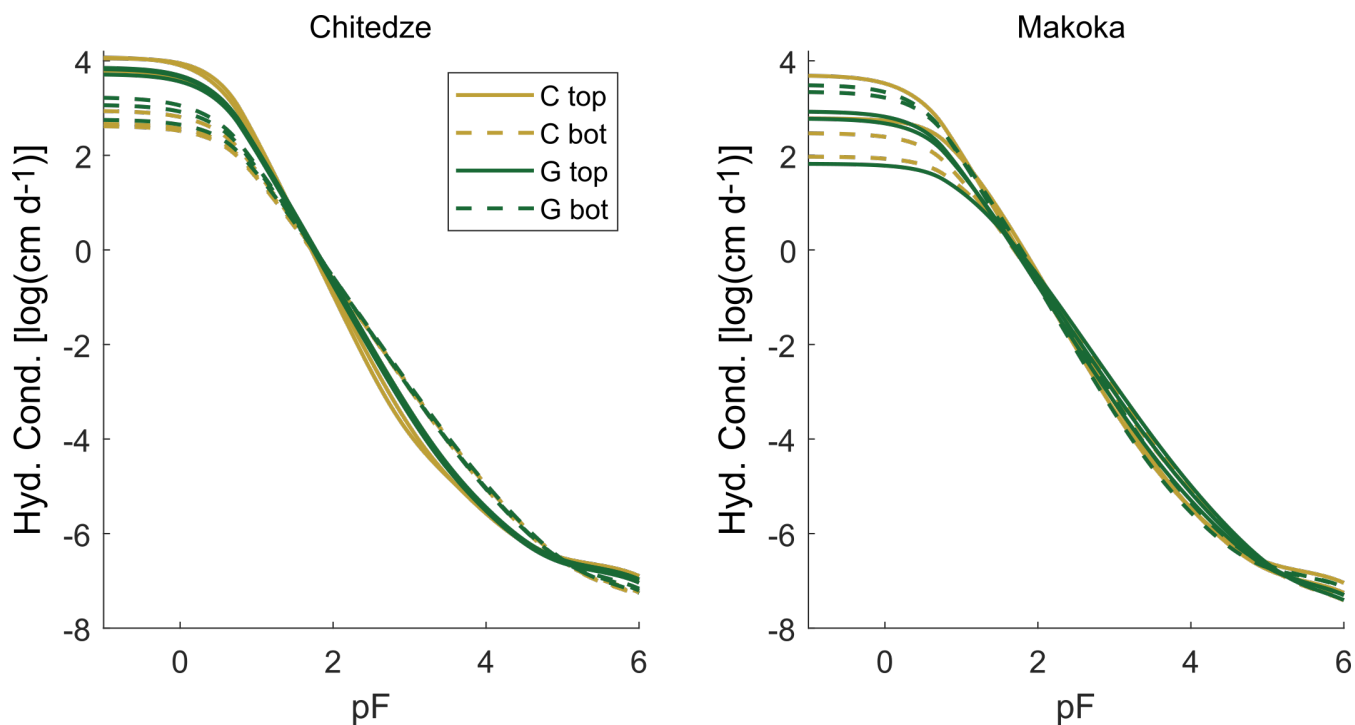 Chitedze
4
2
0
-2
-4
-6
-8
0
2
4
6
Hyd. Cond. [log(cm d-1)]
pF
C top
C bot
G top
G bot
Makoka
4
2
0
-2
-4
-6
-8
0
2
4
6
Hyd. Cond. [log(cm d-1)]
pF